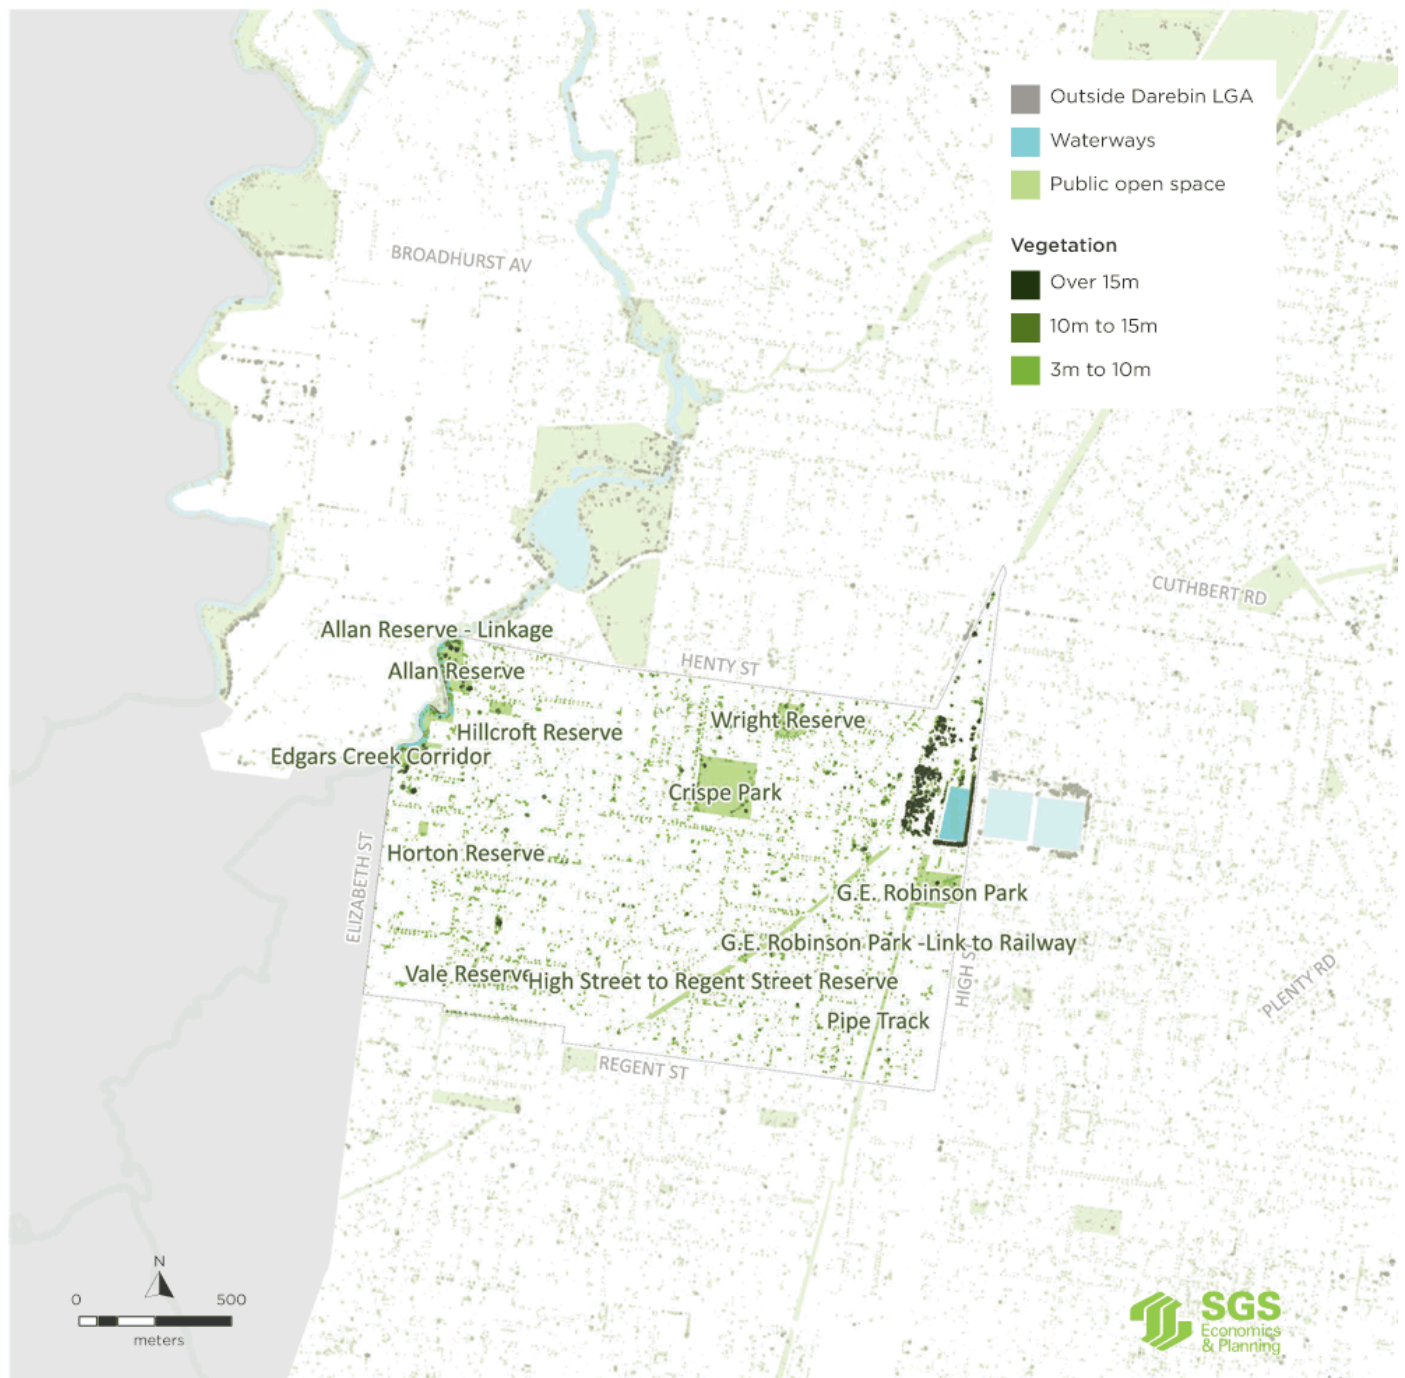 Outside Darebin LGA
Waterways
Public open space
Vegetation
Over 15m
10m to 15m
3m to 10m
BROADHURST AV
CUTHBERT RD
Allan Reserve - Linkage
HENTY ST
Allan Reserve
Wright Reserve
Hillcroft Reserve
Edgars Creek Corridor
Crispe Park
ELIZABETH ST
Horton Reserve
G.E. Robinson Park
G.E. Robinson Park -Link to Railway
HIGH S
Vale Reserve
High Street to Regent Street Reserve
PLENTY RD
Pipe Track
REGENT ST
N
0 500
meters
SGS
Economics
& Planning